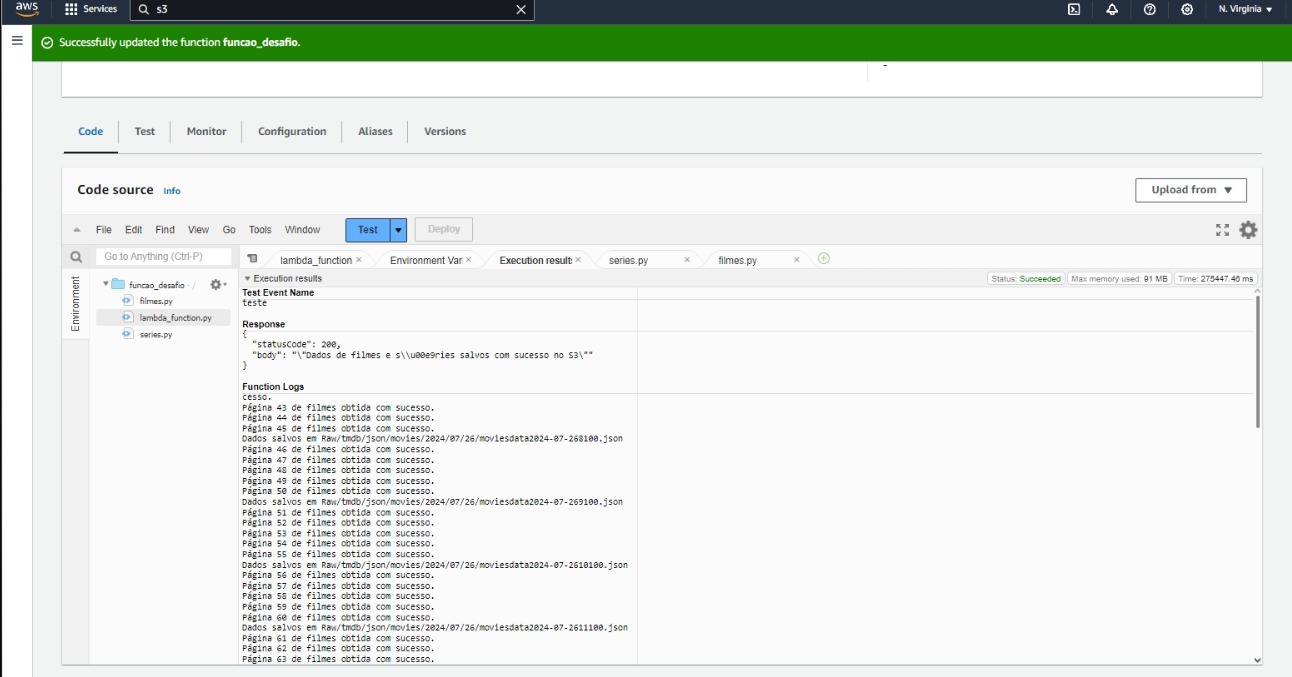 aws Services s3 N. Virginia
Successfully updated the function funcao_desafio.
-
Code Test Monitor Configuration Aliases Versions
Code source Info Upload from
File Edit Find View Go Tools Window Test Deploy
Go to Anything (Ctrl-P) lambda_function × Environment Var × Execution results × series.py × filmes.py ×
Environment
funcao_desafio - /
filmes.py
lambda_function.py
series.py
Execution results Status: Succeeded Max memory used: 91 MB Time: 275447.46 ms
Test Event Name
teste
Response
{
"statusCode": 200,
"body": "\"Dados de filmes e s\\u00e9ries salvos com sucesso no S3\""
}
Function Logs
cesso.
Página 43 de filmes obtida com sucesso.
Página 44 de filmes obtida com sucesso.
Página 45 de filmes obtida com sucesso.
Dados salvos em Raw/tmdb/json/movies/2024/07/26/moviesdata2024-07-268100.json
Página 46 de filmes obtida com sucesso.
Página 47 de filmes obtida com sucesso.
Página 48 de filmes obtida com sucesso.
Página 49 de filmes obtida com sucesso.
Página 50 de filmes obtida com sucesso.
Dados salvos em Raw/tmdb/json/movies/2024/07/26/moviesdata2024-07-269100.json
Página 51 de filmes obtida com sucesso.
Página 52 de filmes obtida com sucesso.
Página 53 de filmes obtida com sucesso.
Página 54 de filmes obtida com sucesso.
Página 55 de filmes obtida com sucesso.
Dados salvos em Raw/tmdb/json/movies/2024/07/26/moviesdata2024-07-2610100.json
Página 56 de filmes obtida com sucesso.
Página 57 de filmes obtida com sucesso.
Página 58 de filmes obtida com sucesso.
Página 59 de filmes obtida com sucesso.
Página 60 de filmes obtida com sucesso.
Dados salvos em Raw/tmdb/json/movies/2024/07/26/moviesdata2024-07-2611100.json
Página 61 de filmes obtida com sucesso.
Página 62 de filmes obtida com sucesso.
Página 63 de filmes obtida com sucesso.